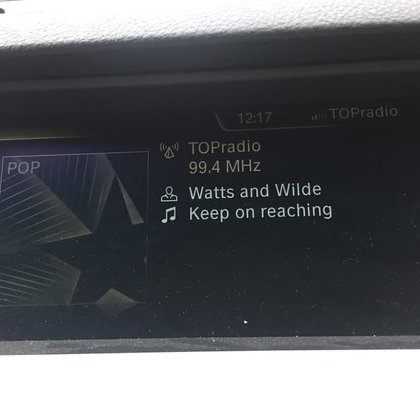 12:17 TOPradio
POP
TOPradio
99.4 MHz
Watts and Wilde
Keep on reaching